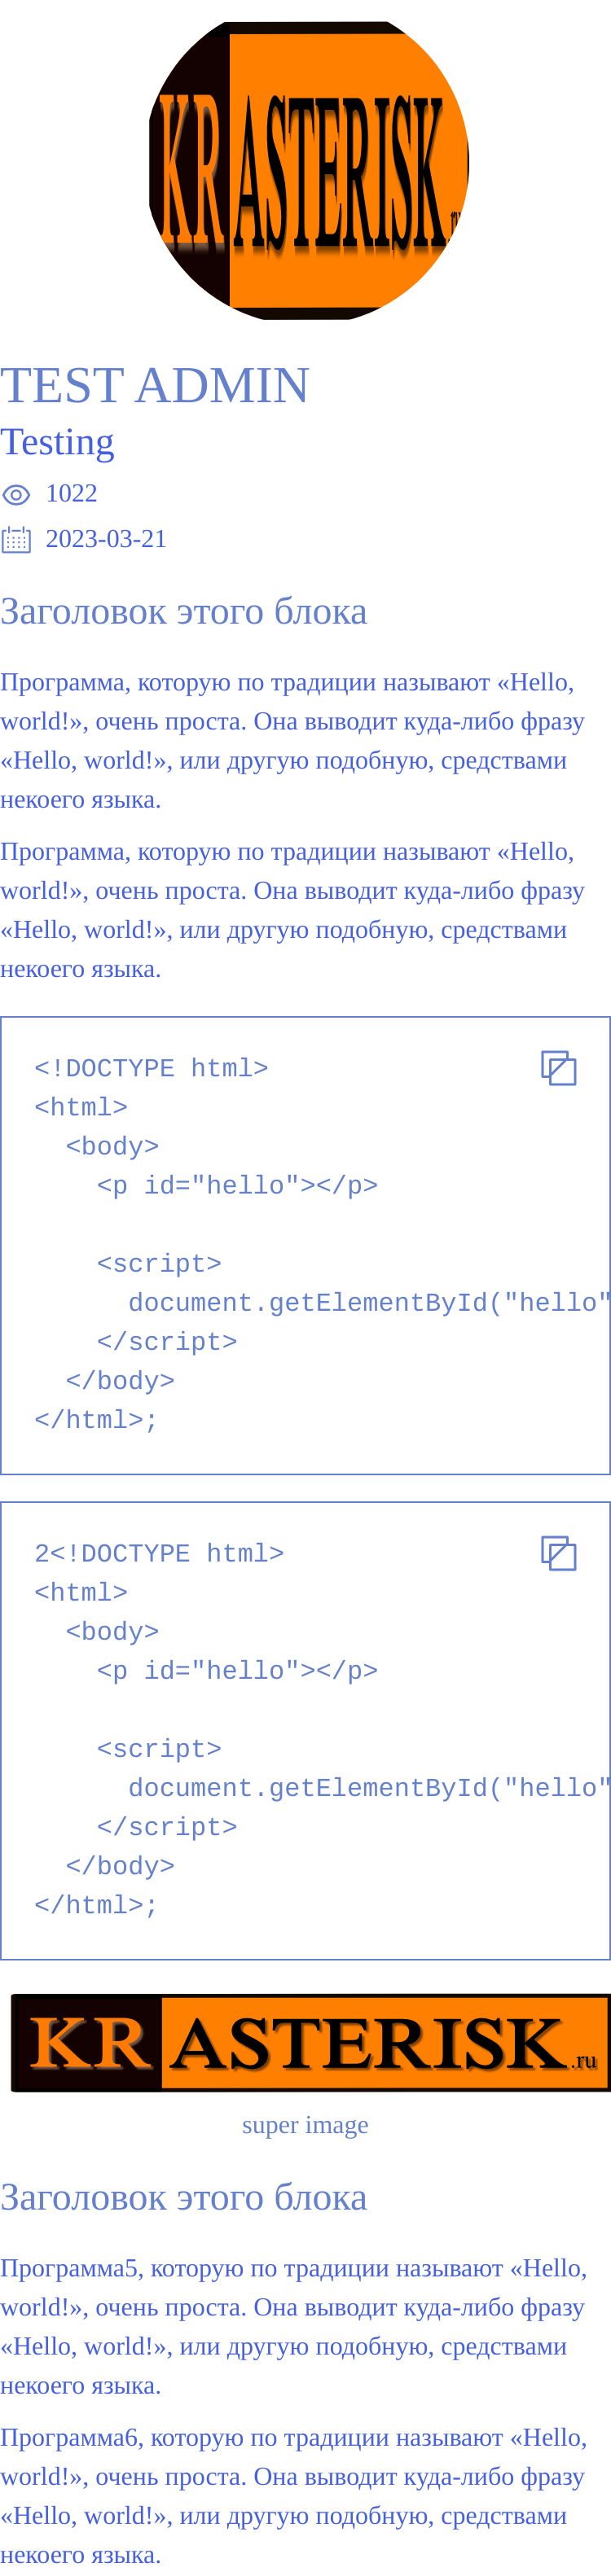 KRASTERISK.ru
TEST ADMIN
Testing
1022
2023-03-21
Заголовок этого блока
Программа, которую по традиции называют «Hello,
world!», очень проста. Она выводит куда-либо фразу
«Hello, world!», или другую подобную, средствами
некоего языка.
Программа, которую по традиции называют «Hello,
world!», очень проста. Она выводит куда-либо фразу
«Hello, world!», или другую подобную, средствами
некоего языка.
<!DOCTYPE html>
<html>
  <body>
    <p id="hello"></p>
    <script>
      document.getElementById("hello"
    </script>
  </body>
</html>;
2<!DOCTYPE html>
<html>
  <body>
    <p id="hello"></p>
    <script>
      document.getElementById("hello"
    </script>
  </body>
</html>;
KRASTERISK.ru
super image
Заголовок этого блока
Программа5, которую по традиции называют «Hello,
world!», очень проста. Она выводит куда-либо фразу
«Hello, world!», или другую подобную, средствами
некоего языка.
Программа6, которую по традиции называют «Hello,
world!», очень проста. Она выводит куда-либо фразу
«Hello, world!», или другую подобную, средствами
некоего языка.